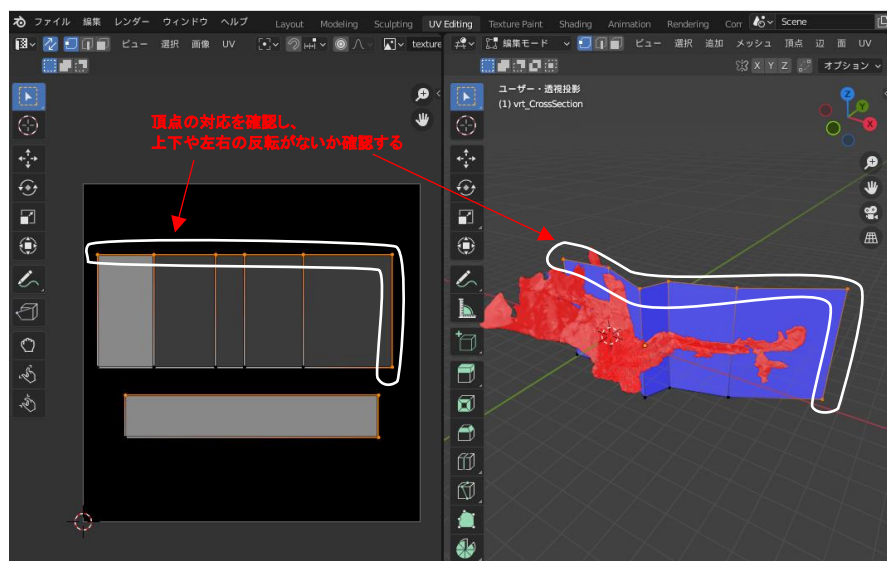 ファイル 編集 レンダー ウィンドウ ヘルプ Layout Modeling Sculpting UV Editing Texture Paint Shading Animation Rendering Com Scene
ビュー 選択 画像 UV texture
編集モード ビュー 選択 追加 メッシュ 頂点 辺 面 UV
X Y Z オプション
頂点の対応を確認し、
上下や左右の反転がないか確認する
ユーザー・透視投影
(1) vrt_CrossSection
Z
Y
X